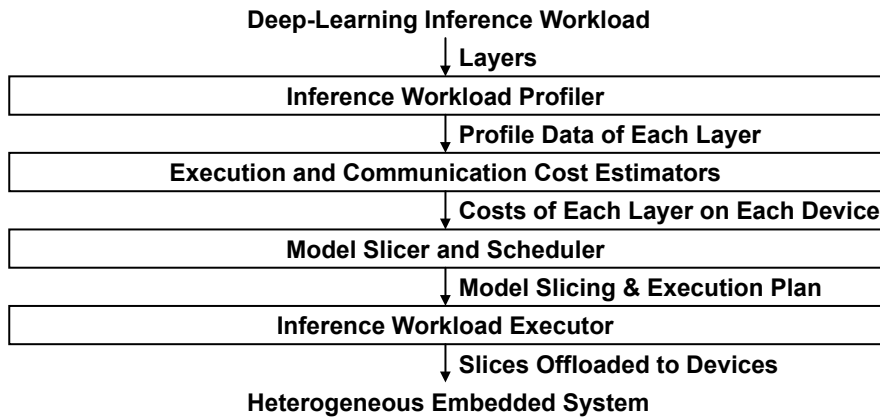 Deep-Learning Inference Workload
Layers
Inference Workload Profiler
Profile Data of Each Layer
Execution and Communication Cost Estimators
Costs of Each Layer on Each Device
Model Slicer and Scheduler
Model Slicing & Execution Plan
Inference Workload Executor
Slices Offloaded to Devices
Heterogeneous Embedded System